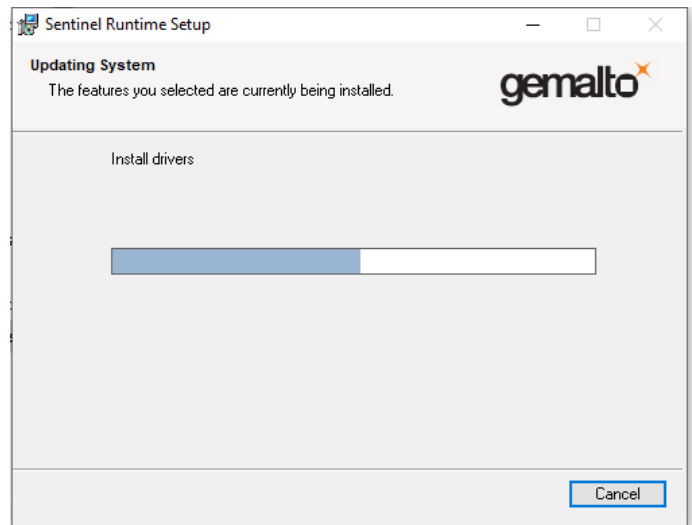 Sentinel Runtime Setup
Updating System
The features you selected are currently being installed.
gemalto
Install drivers
Cancel